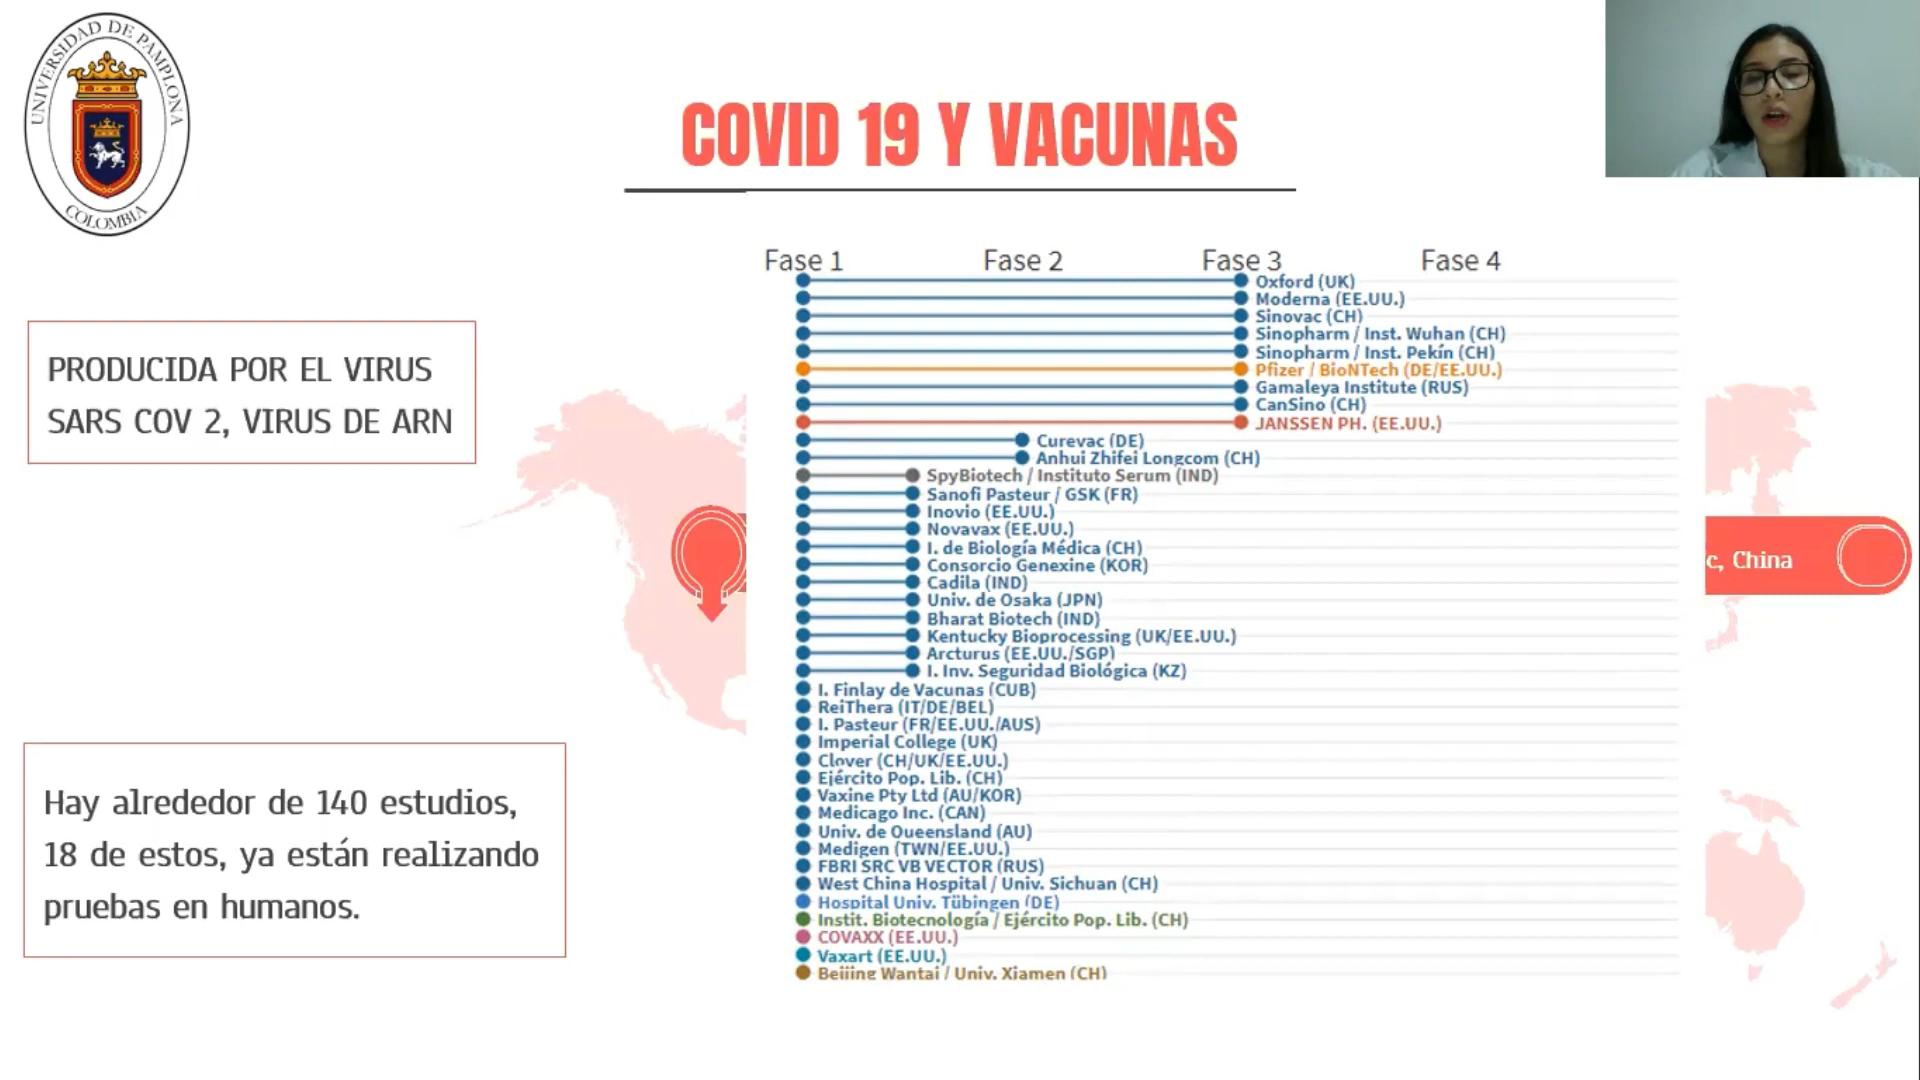 UNIVERSIDAD DE PAMPLONA
COLOMBIA
COVID 19 Y VACUNAS
PRODUCIDA POR EL VIRUS
SARS COV 2, VIRUS DE ARN
Hay alrededor de 140 estudios,
18 de estos, ya están realizando
pruebas en humanos.
Fase 1 Fase 2 Fase 3 Fase 4
Oxford (UK)
Moderna (EE.UU.)
Sinovac (CH)
Sinopharm / Inst. Wuhan (CH)
Sinopharm / Inst. Pekín (CH)
Pfizer / BioNTech (DE/EE.UU.)
Gamaleya Institute (RUS)
CanSino (CH)
JANSSEN PH. (EE.UU.)
Curevac (DE)
Anhui Zhifei Longcom (CH)
SpyBiotech / Instituto Serum (IND)
Sanofi Pasteur / GSK (FR)
Inovio (EE.UU.)
Novavax (EE.UU.)
I. de Biología Médica (CH)
Consorcio Genexine (KOR)
Cadila (IND)
Univ. de Osaka (JPN)
Bharat Biotech (IND)
Kentucky Bioprocessing (UK/EE.UU.)
Arcturus (EE.UU./SGP)
I. Inv. Seguridad Biológica (KZ)
I. Finlay de Vacunas (CUB)
ReiThera (IT/DE/BEL)
I. Pasteur (FR/EE.UU./AUS)
Imperial College (UK)
Clover (CH/UK/EE.UU.)
Ejército Pop. Lib. (CH)
Vaxine Pty Ltd (AU/KOR)
Medicago Inc. (CAN)
Univ. de Queensland (AU)
Medigen (TWN/EE.UU.)
FBRI SRC VB VECTOR (RUS)
West China Hospital / Univ. Sichuan (CH)
Hospital Univ. Tübingen (DE)
Instit. Biotecnología / Ejército Pop. Lib. (CH)
COVAXX (EE.UU.)
Vaxart (EE.UU.)
Beijing Wantai / Univ. Xiamen (CH)
c, China